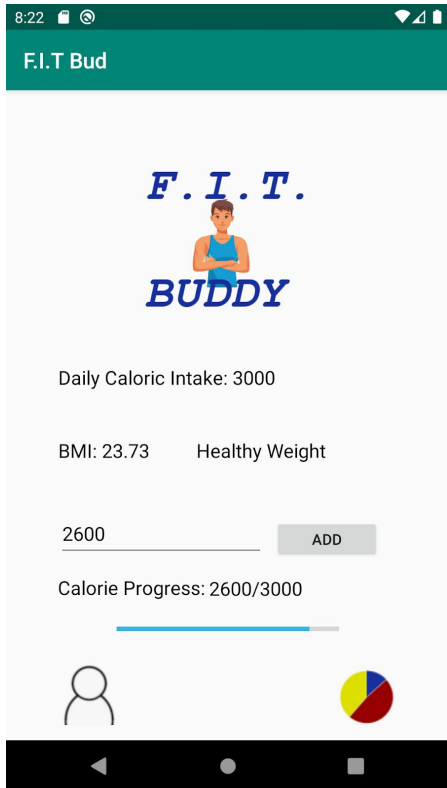 8:22
F.I.T Bud
F.I.T.
BUDDY
Daily Caloric Intake: 3000
BMI: 23.73 Healthy Weight
2600 ADD
Calorie Progress: 2600/3000